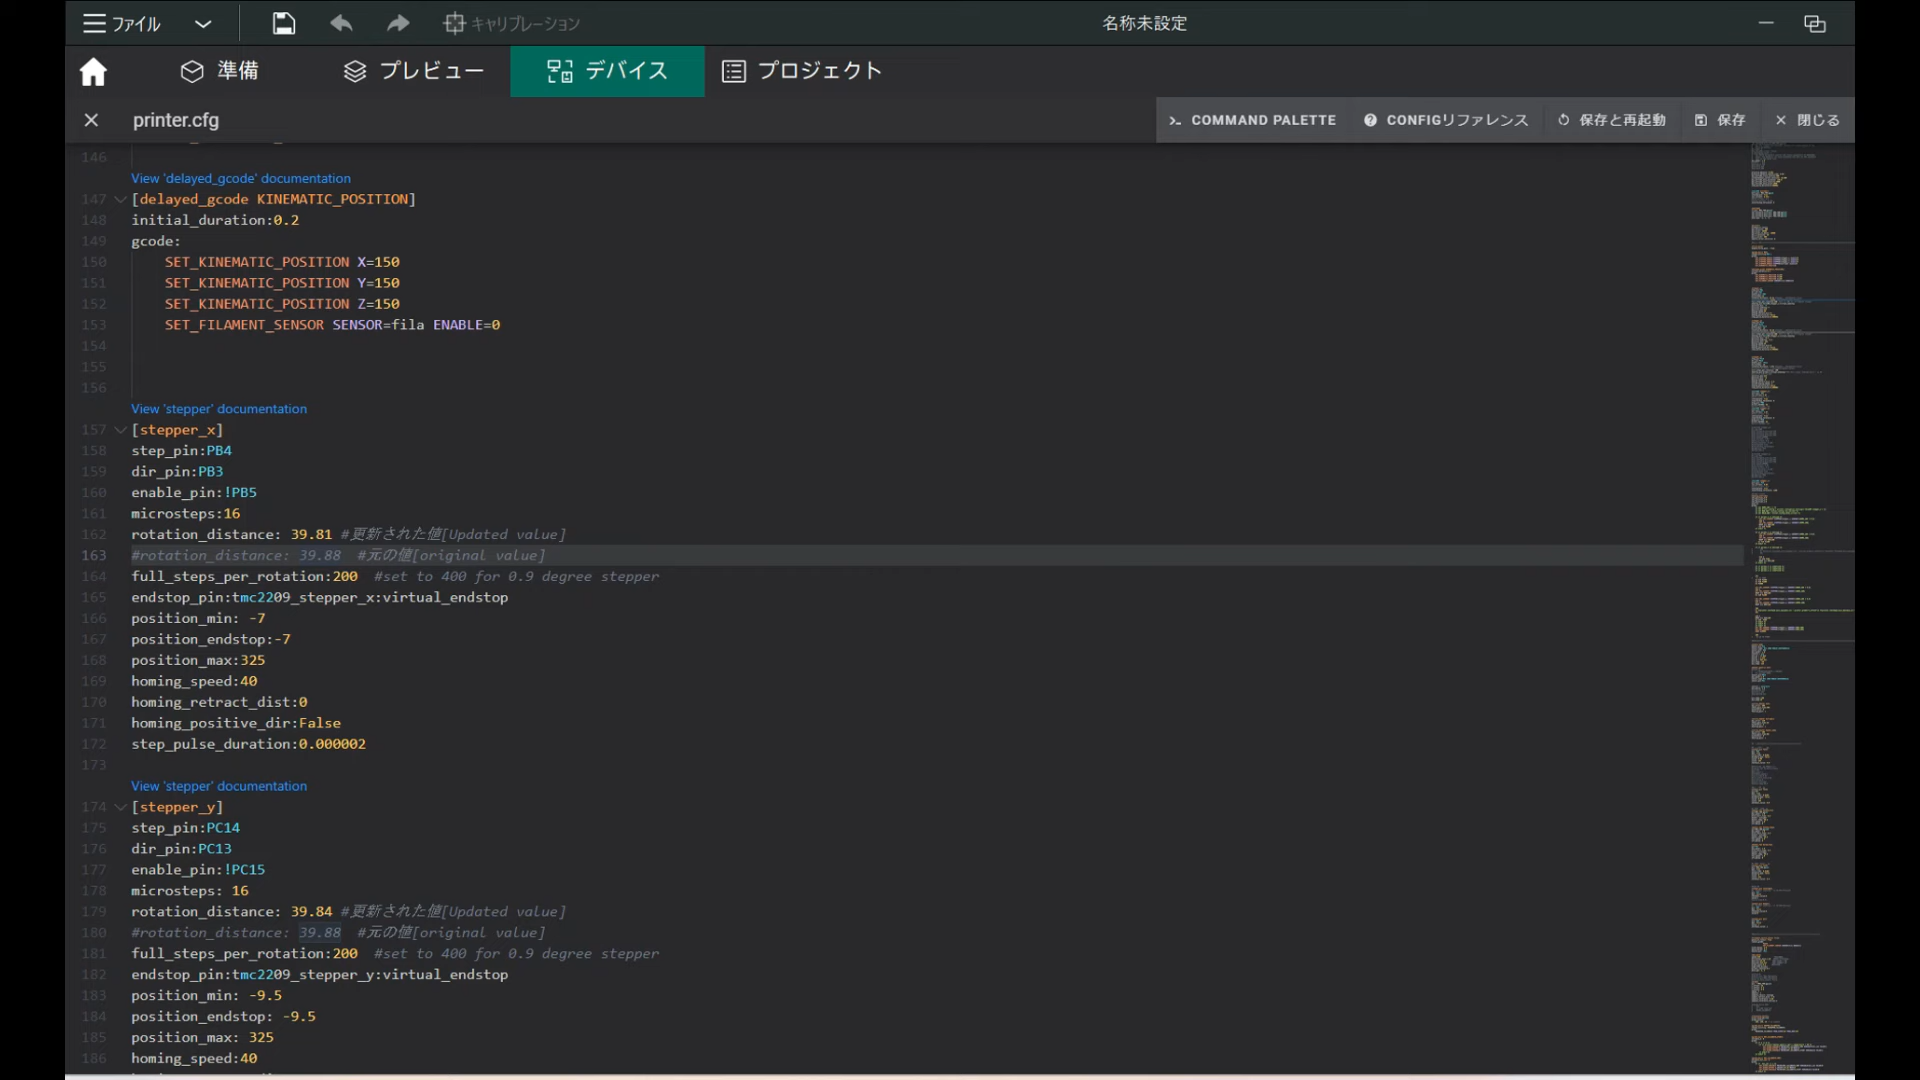 ファイル キャリブレーション 名称未設定
準備 プレビュー デバイス プロジェクト
printer.cfg COMMAND PALETTE CONFIGリファレンス 保存と再起動 保存 閉じる
146
View 'delayed_gcode' documentation
147 [delayed_gcode KINEMATIC_POSITION]
148 initial_duration:0.2
149 gcode:
150 SET_KINEMATIC_POSITION X=150
151 SET_KINEMATIC_POSITION Y=150
152 SET_KINEMATIC_POSITION Z=150
153 SET_FILAMENT_SENSOR SENSOR=fila ENABLE=0
154
155
156
View 'stepper' documentation
157 [stepper_x]
158 step_pin:PB4
159 dir_pin:PB3
160 enable_pin:!PB5
161 microsteps:16
162 rotation_distance: 39.81 #更新された値[Updated value]
163 #rotation_distance: 39.88 #元の値[original value]
164 full_steps_per_rotation:200 #set to 400 for 0.9 degree stepper
165 endstop_pin:tmc2209_stepper_x:virtual_endstop
166 position_min: -7
167 position_endstop:-7
168 position_max:325
169 homing_speed:40
170 homing_retract_dist:0
171 homing_positive_dir:False
172 step_pulse_duration:0.000002
173
View 'stepper' documentation
174 [stepper_y]
175 step_pin:PC14
176 dir_pin:PC13
177 enable_pin:!PC15
178 microsteps: 16
179 rotation_distance: 39.84 #更新された値[Updated value]
180 #rotation_distance: 39.88 #元の値[original value]
181 full_steps_per_rotation:200 #set to 400 for 0.9 degree stepper
182 endstop_pin:tmc2209_stepper_y:virtual_endstop
183 position_min: -9.5
184 position_endstop: -9.5
185 position_max: 325
186 homing_speed:40